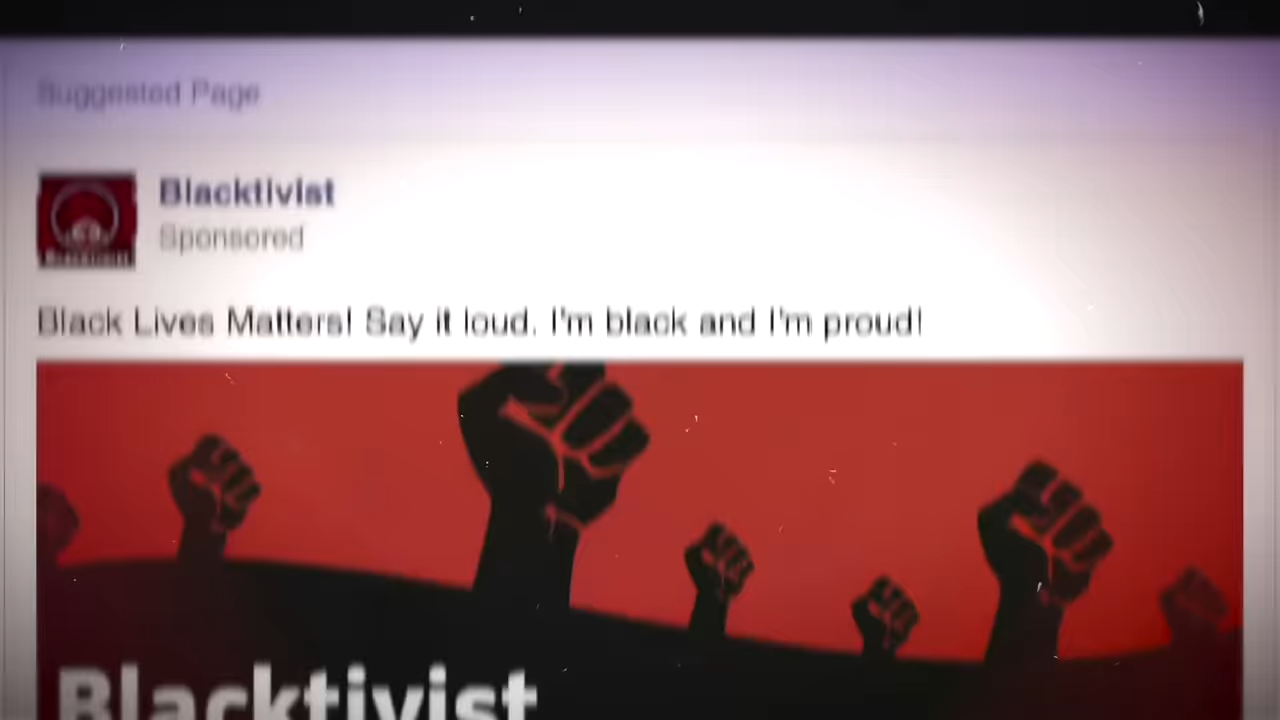 Suggested Page
Blacktivist
Sponsored
Black Lives Matters! Say it loud. I'm black and I'm proud!
Blacktivist